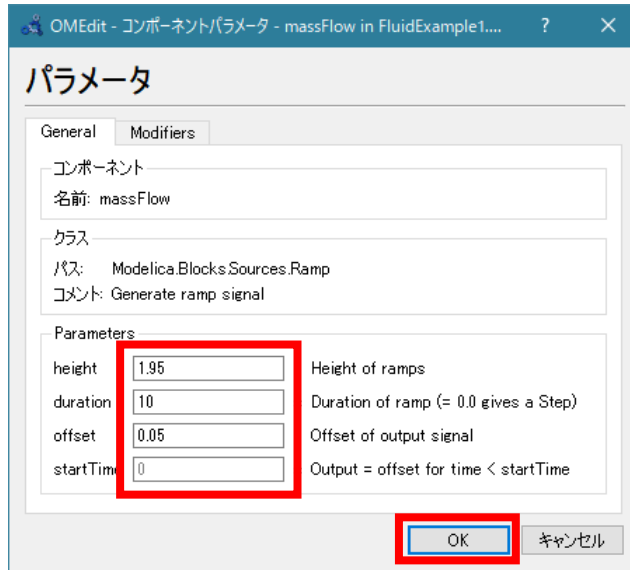 OMEdit - コンポーネントパラメータ - massFlow in FluidExample1.... ? ×
パラメータ
General Modifiers
コンポーネント
名前: massFlow
クラス
パス: Modelica.Blocks.Sources.Ramp
コメント: Generate ramp signal
Parameters
height 1.95 Height of ramps
duration 10 Duration of ramp (= 0.0 gives a Step)
offset 0.05 Offset of output signal
startTim 0 Output = offset for time < startTime
OK キャンセル